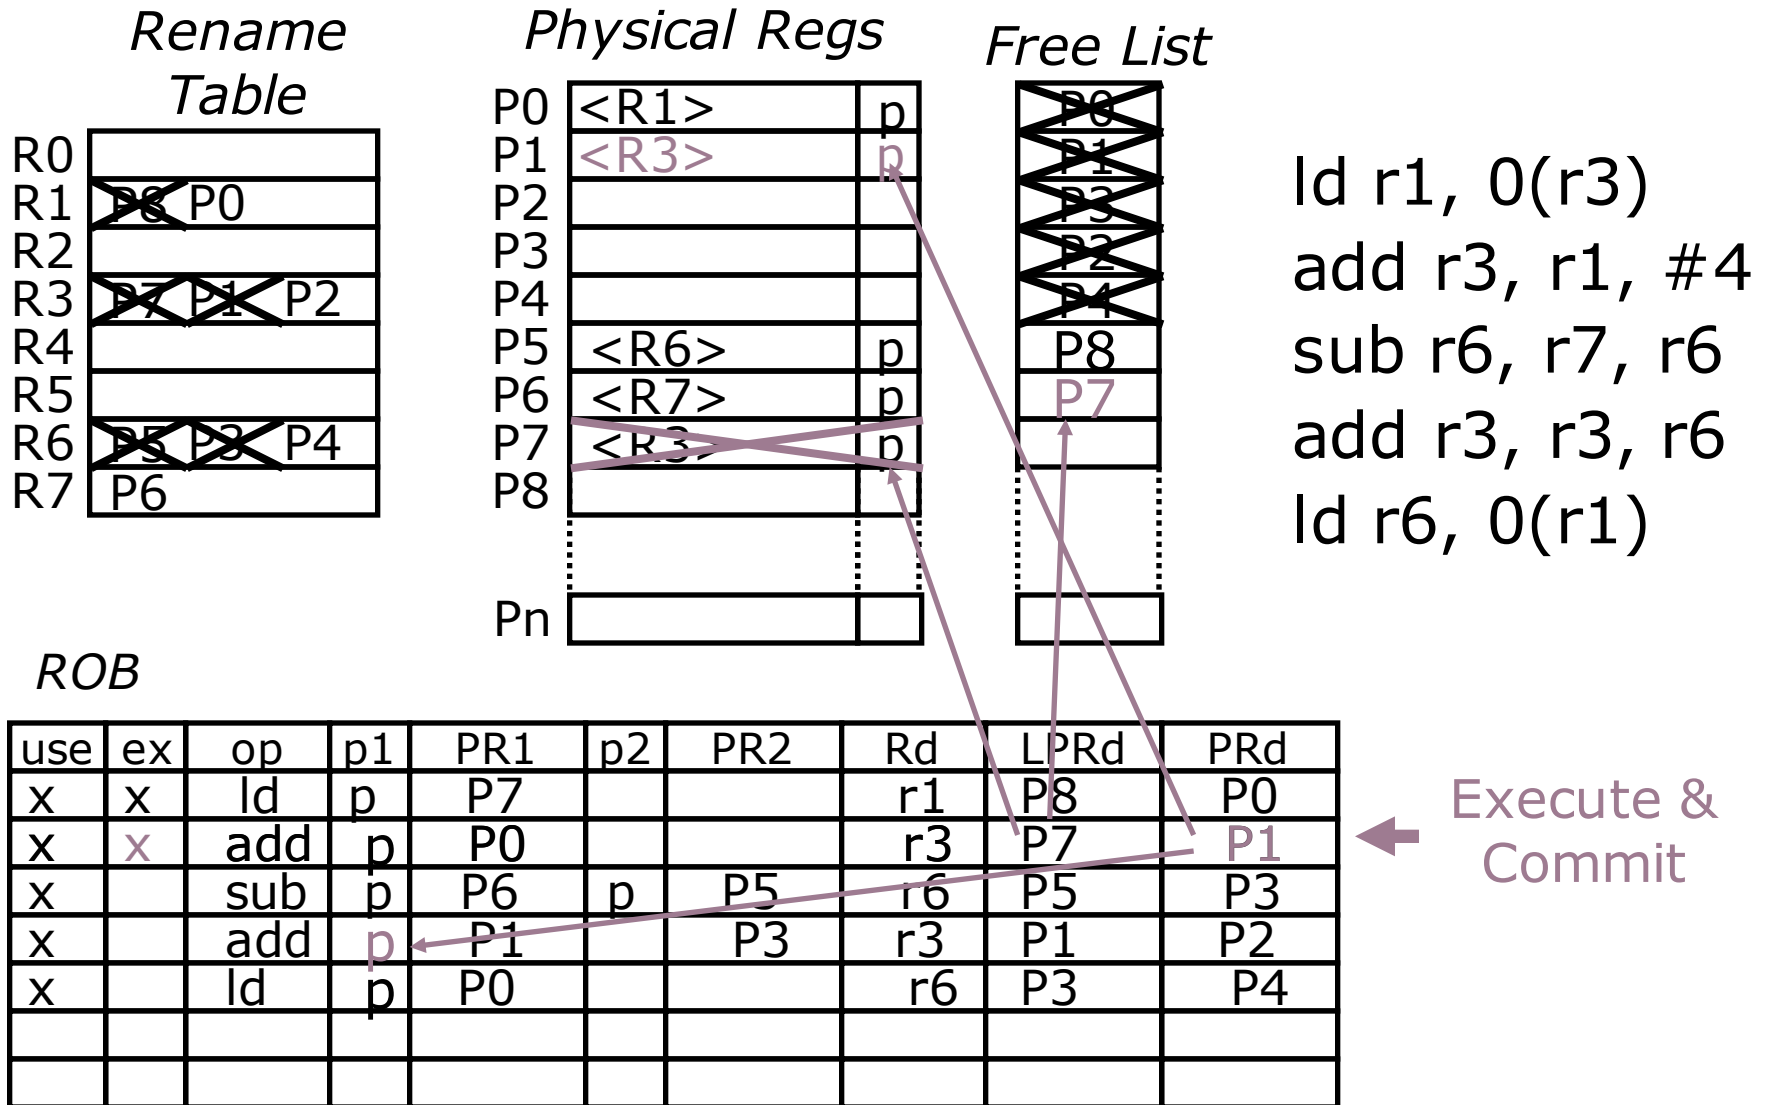 Rename Table
R0
R1 P8 P0
R2
R3 P7 P1 P2
R4
R5
R6 P5 P3 P4
R7 P6
Physical Regs
P0 <R1> p
P1 <R3> p
P2
P3
P4
P5 <R6> p
P6 <R7> p
P7 <R3> p
P8
Pn
Free List
P0
P1
P3
P2
P4
P8
P7
ld r1, 0(r3)
add r3, r1, #4
sub r6, r7, r6
add r3, r3, r6
ld r6, 0(r1)
ROB
use ex op p1 PR1 p2 PR2 Rd LPRd PRd
x x ld p P7 r1 P8 P0
x x add p P0 r3 P7 P1
x sub p P6 p P5 r6 P5 P3
x add p P1 P3 r3 P1 P2
x ld p P0 r6 P3 P4
Execute &
Commit